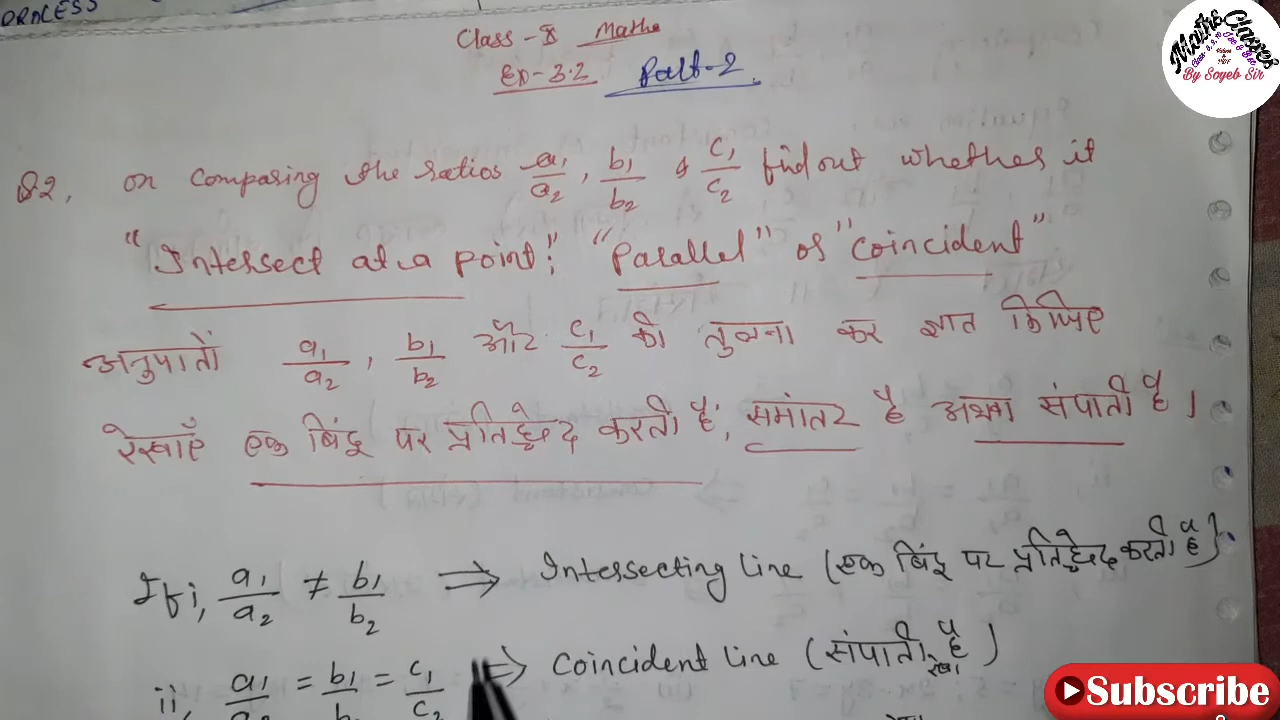 PROCESS
Class - X Maths
Ex-3.2 Part-2
Q2, On Comparing the ratios a₁/a₂, b₁/b₂ & c₁/c₂ find out whether it
"Intersect at a point", "Parallel" or "Coincident"
अनुपातों a₁/a₂, b₁/b₂ और c₁/c₂ की तुलना कर ज्ञात किजिए
रेखाएँ एक बिंदु पर प्रतिछेद करती है, समांतर है अथवा संपाती है।
If i, a₁/a₂ ≠ b₁/b₂ ⇒ Intersecting line (एक बिंदु पर प्रतिछेद करती है)
ii, a₁/a₂ = b₁/b₂ = c₁/c₂ ⇒ Coincident line (संपाती रेखा है)
Maths Classes
By Soyeb Sir
Subscribe